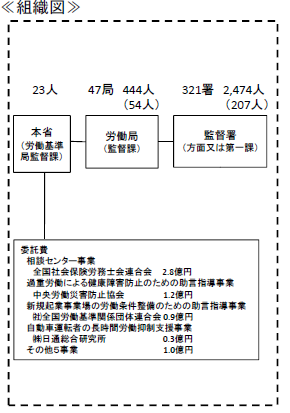 ≪組織図≫
23人 47局 444人 321署 2,474人
(54人) (207人)
本省
(労働基準
局監督課)
労働局
(監督課)
監督署
(方面又は第一課)
委託費
相談センター事業
全国社会保険労務士会連合会 2.8億円
過重労働による健康障害防止のための助言指導事業
中央労働災害防止協会 1.2億円
新規起業事業場の労働条件整備のための助言指導事業
㈳全国労働基準関係団体連合会 0.9億円
自動車運転者の長時間労働抑制支援事業
㈱日通総合研究所 0.3億円
その他5事業 1.0億円